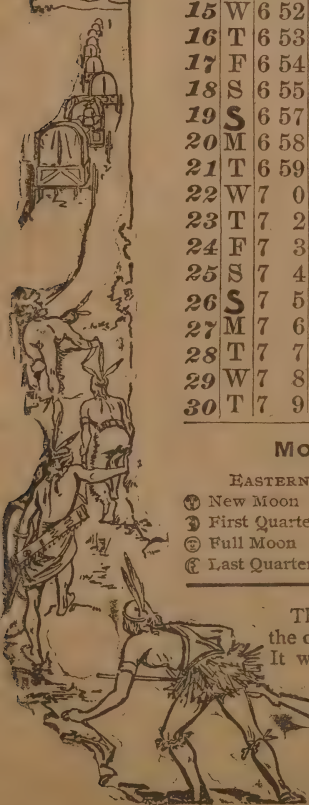 15 W 6 52
16 T 6 53
17 F 6 54
18 S 6 55
19 S 6 57
20 M 6 58
21 T 6 59
22 W 7 0
23 T 7 2
24 F 7 3
25 S 7 4
26 S 7 5
27 M 7 6
28 T 7 7
29 W 7 8
30 T 7 9
Mo
EASTERN
New Moon
First Quarte
Full Moon
Last Quarter
Th
the c
It w